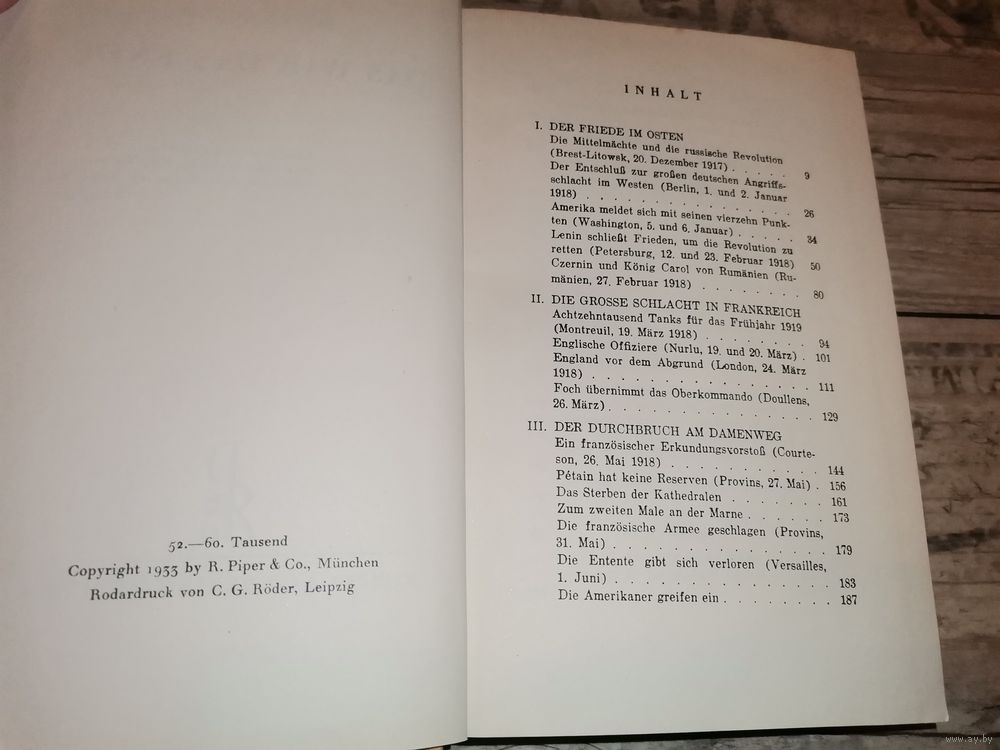 52.—60. Tausend
Copyright 1933 by R. Piper & Co., München
Rodardruck von C. G. Röder, Leipzig
INHALT
I. DER FRIEDE IM OSTEN
Die Mittelmächte und die russische Revolution
(Brest-Litowsk, 20. Dezember 1917) . . . . . 9
Der Entschluß zur großen deutschen Angriffs-
schlacht im Westen (Berlin, 1. und 2. Januar
1918) . . . . . . . . . . . . . . . 26
Amerika meldet sich mit seinen vierzehn Punk-
ten (Washington, 5. und 6. Januar) . . . . . 34
Lenin schließt Frieden, um die Revolution zu
retten (Petersburg, 12. und 23. Februar 1918) 50
Czernin und König Carol von Rumänien (Ru-
mänien, 27. Februar 1918) . . . . . . . . 80
II. DIE GROSSE SCHLACHT IN FRANKREICH
Achtzehntausend Tanks für das Frühjahr 1919
(Montreuil, 19. März 1918) . . . . . . . . 94
Englische Offiziere (Nurlu, 19. und 20. März) . 101
England vor dem Abgrund (London, 24. März
1918) . . . . . . . . . . . . . . . 111
Foch übernimmt das Oberkommando (Doullens,
26. März) . . . . . . . . . . . . . . 129
III. DER DURCHBRUCH AM DAMENWEG
Ein französischer Erkundungsvorstoß (Courte-
son, 26. Mai 1918) . . . . . . . . . . 144
Pétain hat keine Reserven (Provins, 27. Mai) . 156
Das Sterben der Kathedralen . . . . . . 161
Zum zweiten Male an der Marne . . . . . 173
Die französische Armee geschlagen (Provins,
31. Mai) . . . . . . . . . . . . . . 179
Die Entente gibt sich verloren (Versailles,
1. Juni) . . . . . . . . . . . . . . 183
Die Amerikaner greifen ein . . . . . . . 187
www.ay.by